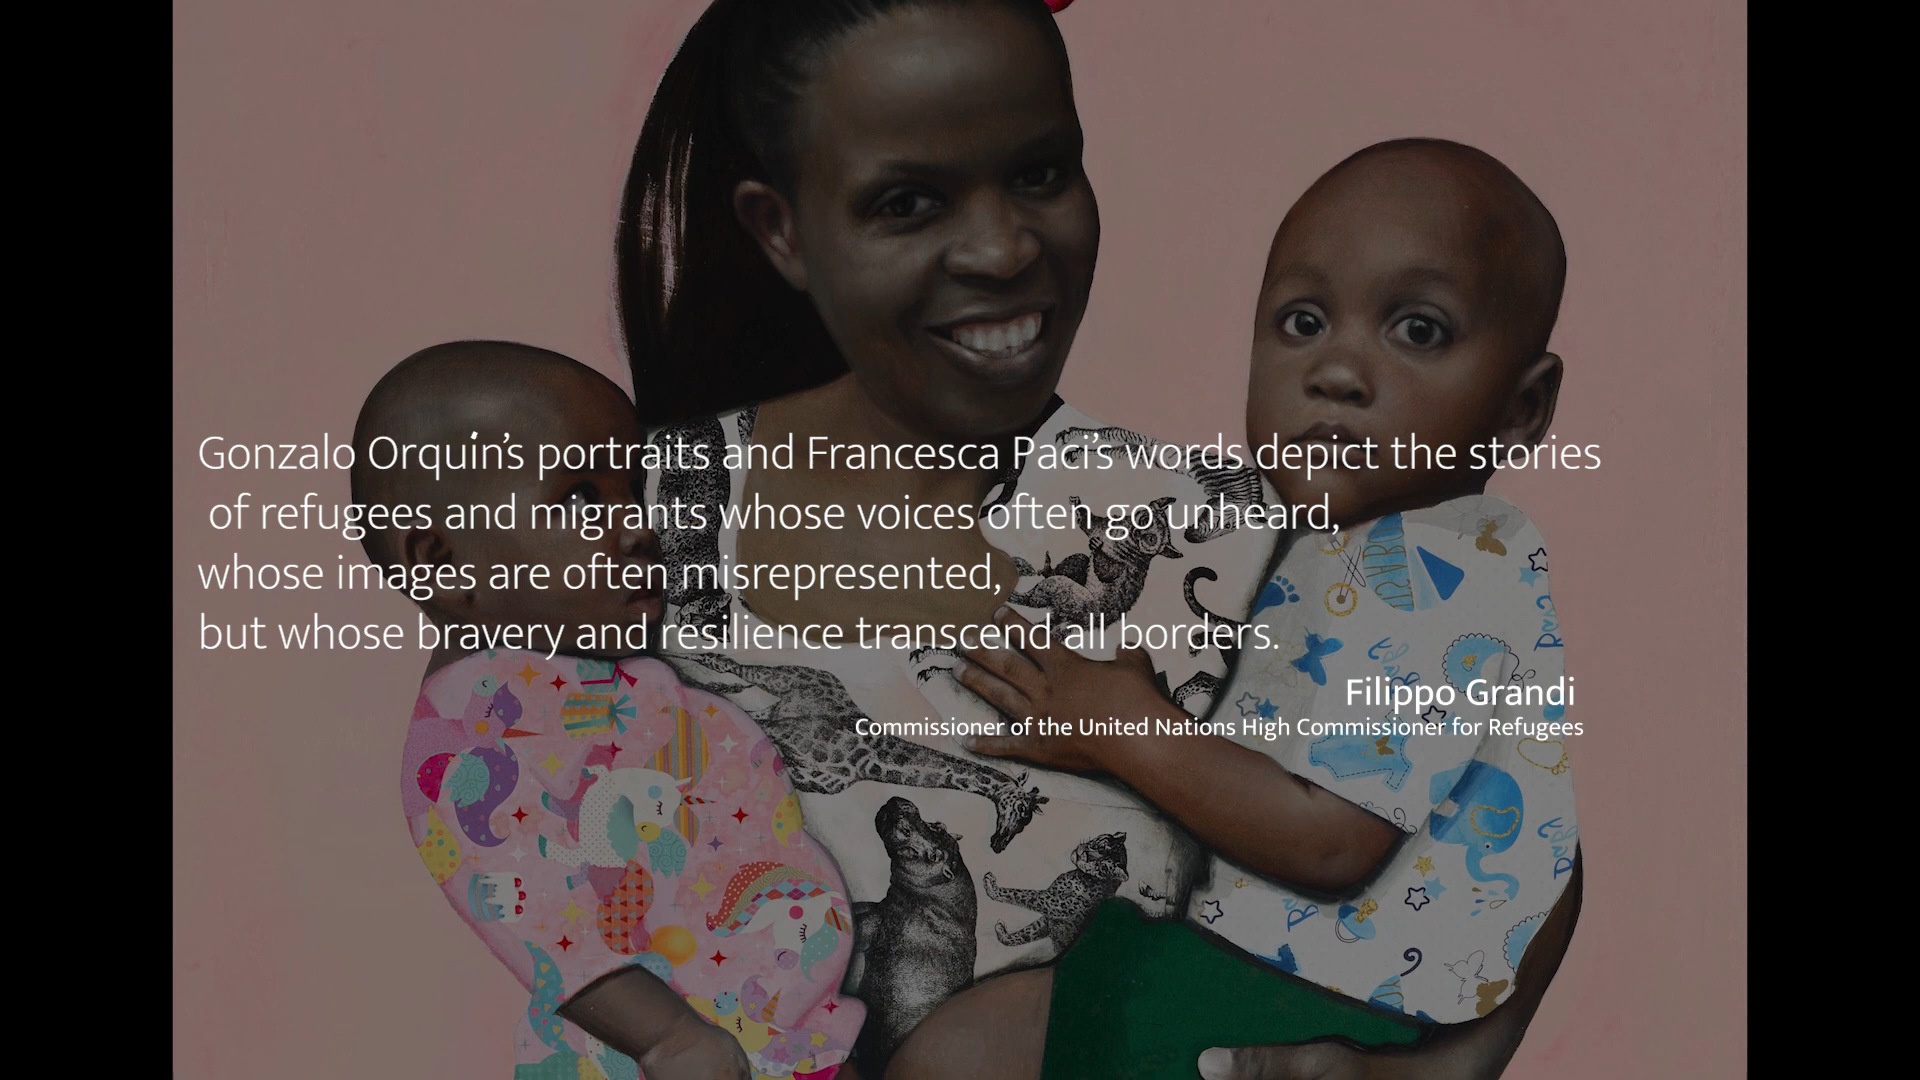 Gonzalo Orquín’s portraits and Francesca Paci’s words depict the stories
of refugees and migrants whose voices often go unheard,
whose images are often misrepresented,
but whose bravery and resilience transcend all borders.
Filippo Grandi
Commissioner of the United Nations High Commissioner for Refugees